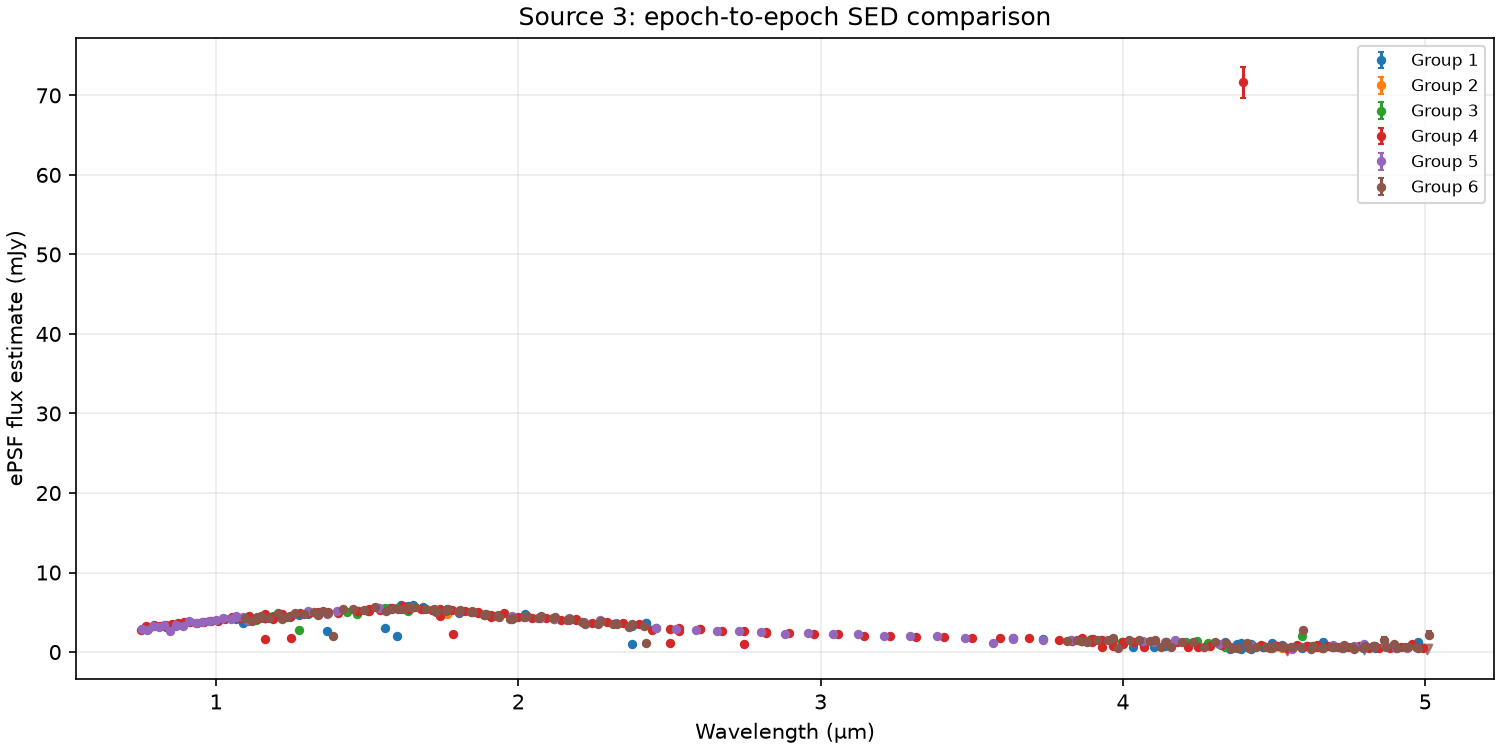 Source 3: epoch-to-epoch SED comparison
ePSF flux estimate (mJy)
70
60
50
40
30
20
10
0
1 2 3 4 5
Wavelength (μm)
Group 1
Group 2
Group 3
Group 4
Group 5
Group 6